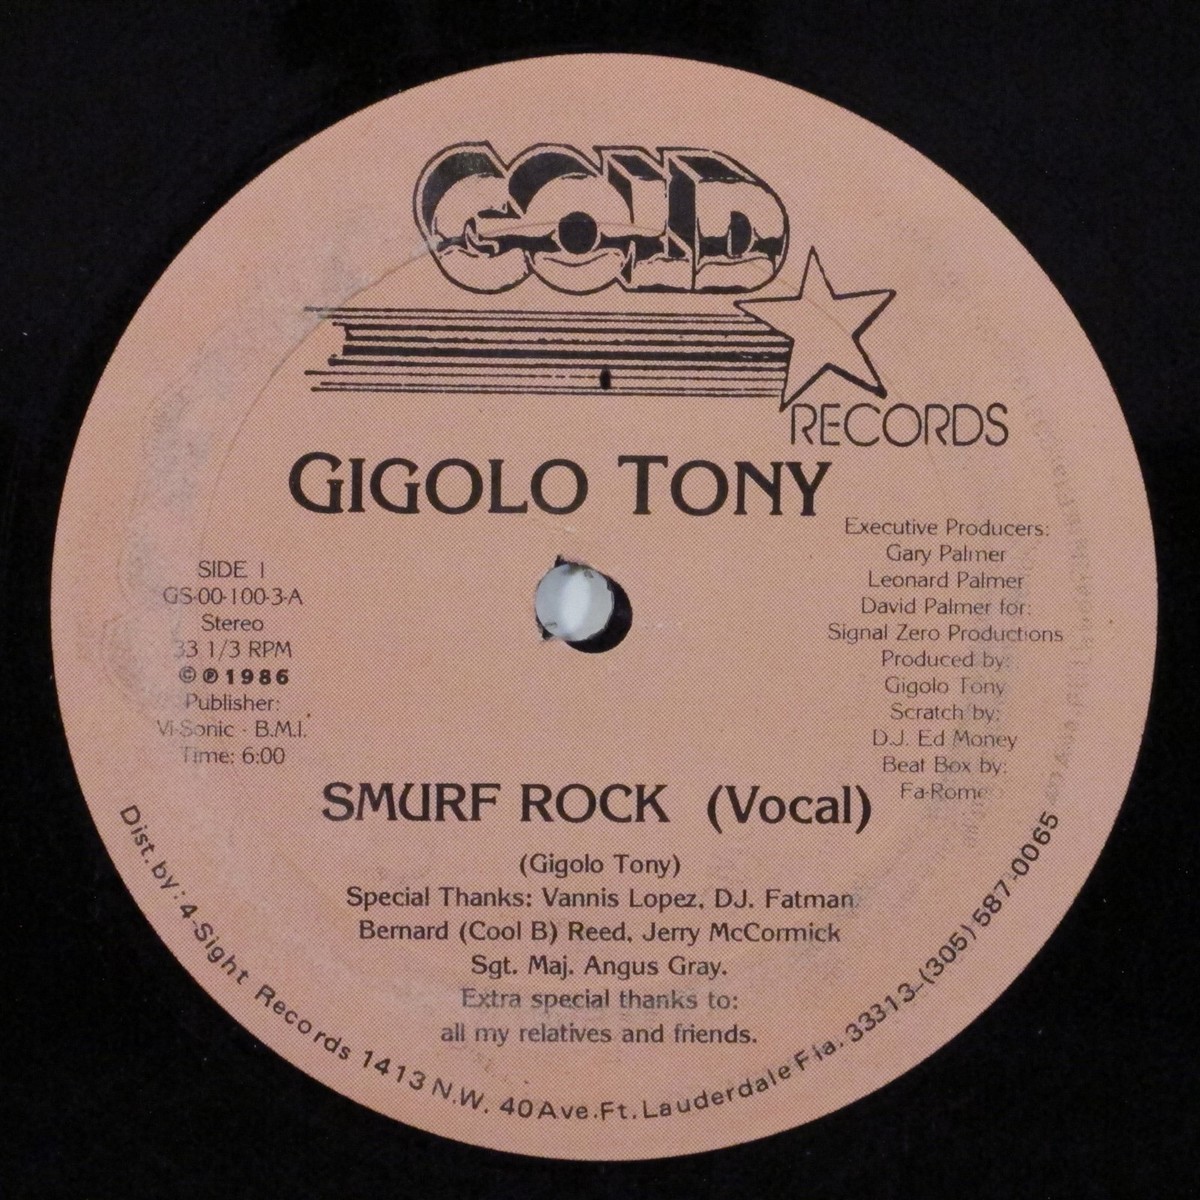 GOLD
RECORDS
GIGOLO TONY
SIDE 1
GS-00-100-3-A
Stereo
33 1/3 RPM
©℗1986
Publisher:
Vi-Sonic - B.M.I.
Time: 6:00
Executive Producers:
Gary Palmer
Leonard Palmer
David Palmer for:
Signal Zero Productions
Produced by:
Gigolo Tony
Scratch by:
D.J. Ed Money
Beat Box by:
Fa-Rome
SMURF ROCK (Vocal)
(Gigolo Tony)
Special Thanks: Vannis Lopez, DJ. Fatman
Bernard (Cool B) Reed, Jerry McCormick
Sgt. Maj. Angus Gray.
Extra special thanks to:
all my relatives and friends.
Dist. by: 4-Sight Records 1413 N.W. 40 Ave. Ft. Lauderdale Fla. 33313-(305) 587-0065